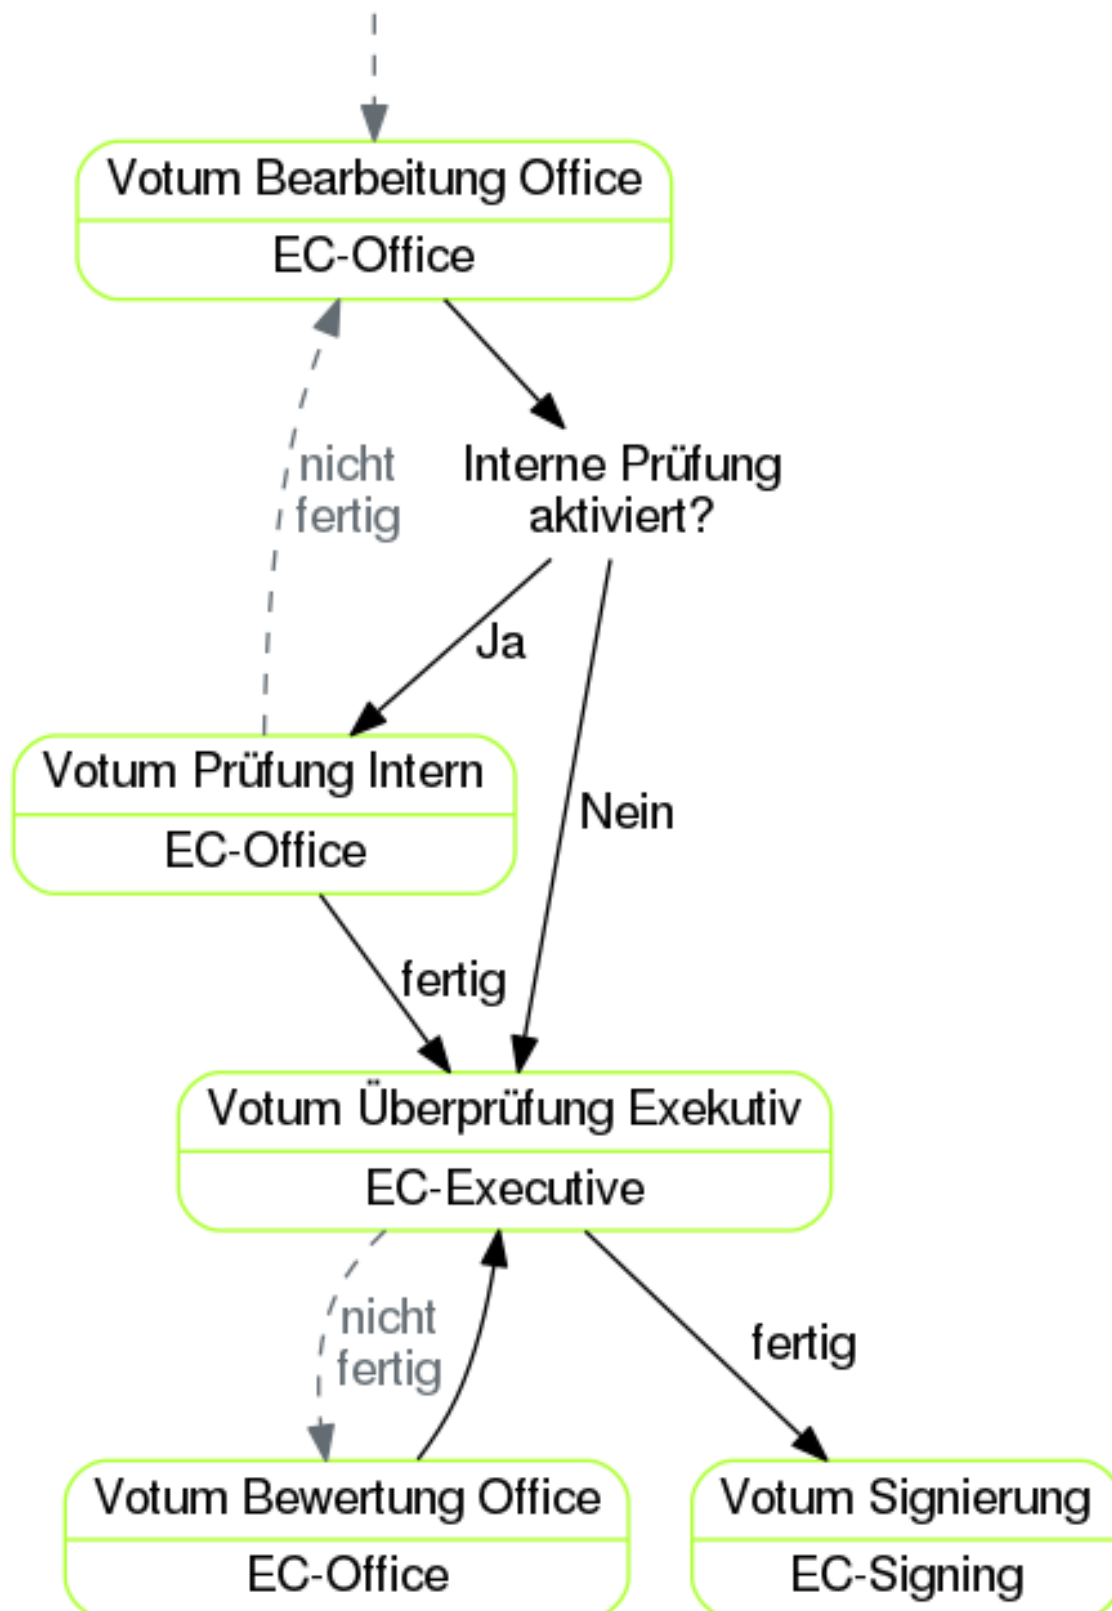 Votum Bearbeitung Office
EC-Office
nicht
fertig
Interne Prüfung
aktiviert?
Ja
Votum Prüfung Intern
EC-Office
Nein
fertig
Votum Überprüfung Exekutiv
EC-Executive
nicht
fertig
fertig
Votum Bewertung Office
EC-Office
Votum Signierung
EC-Signing